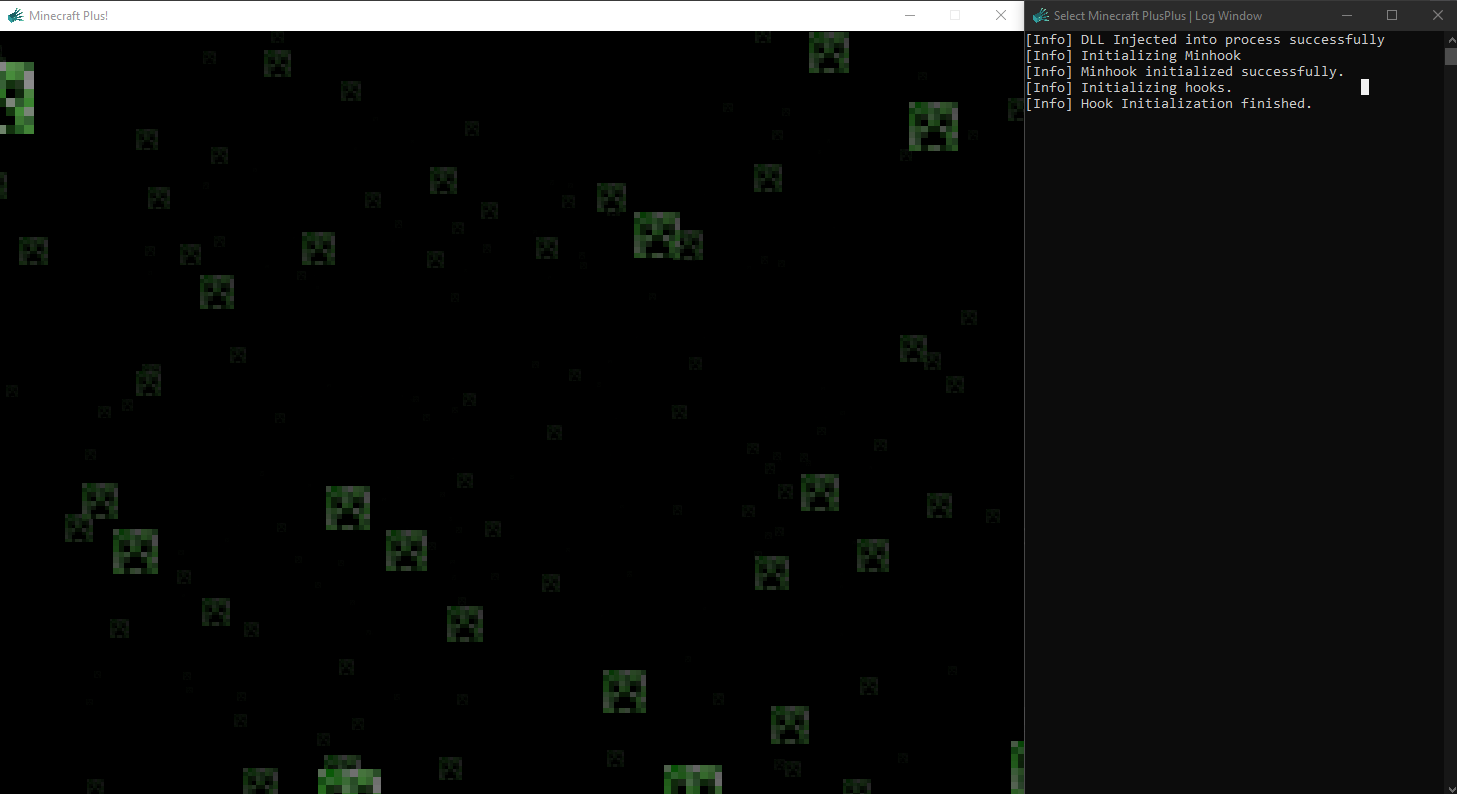 Minecraft Plus!
Select Minecraft PlusPlus | Log Window
[Info] DLL Injected into process successfully
[Info] Initializing Minhook
[Info] Minhook initialized successfully.
[Info] Initializing hooks.
[Info] Hook Initialization finished.